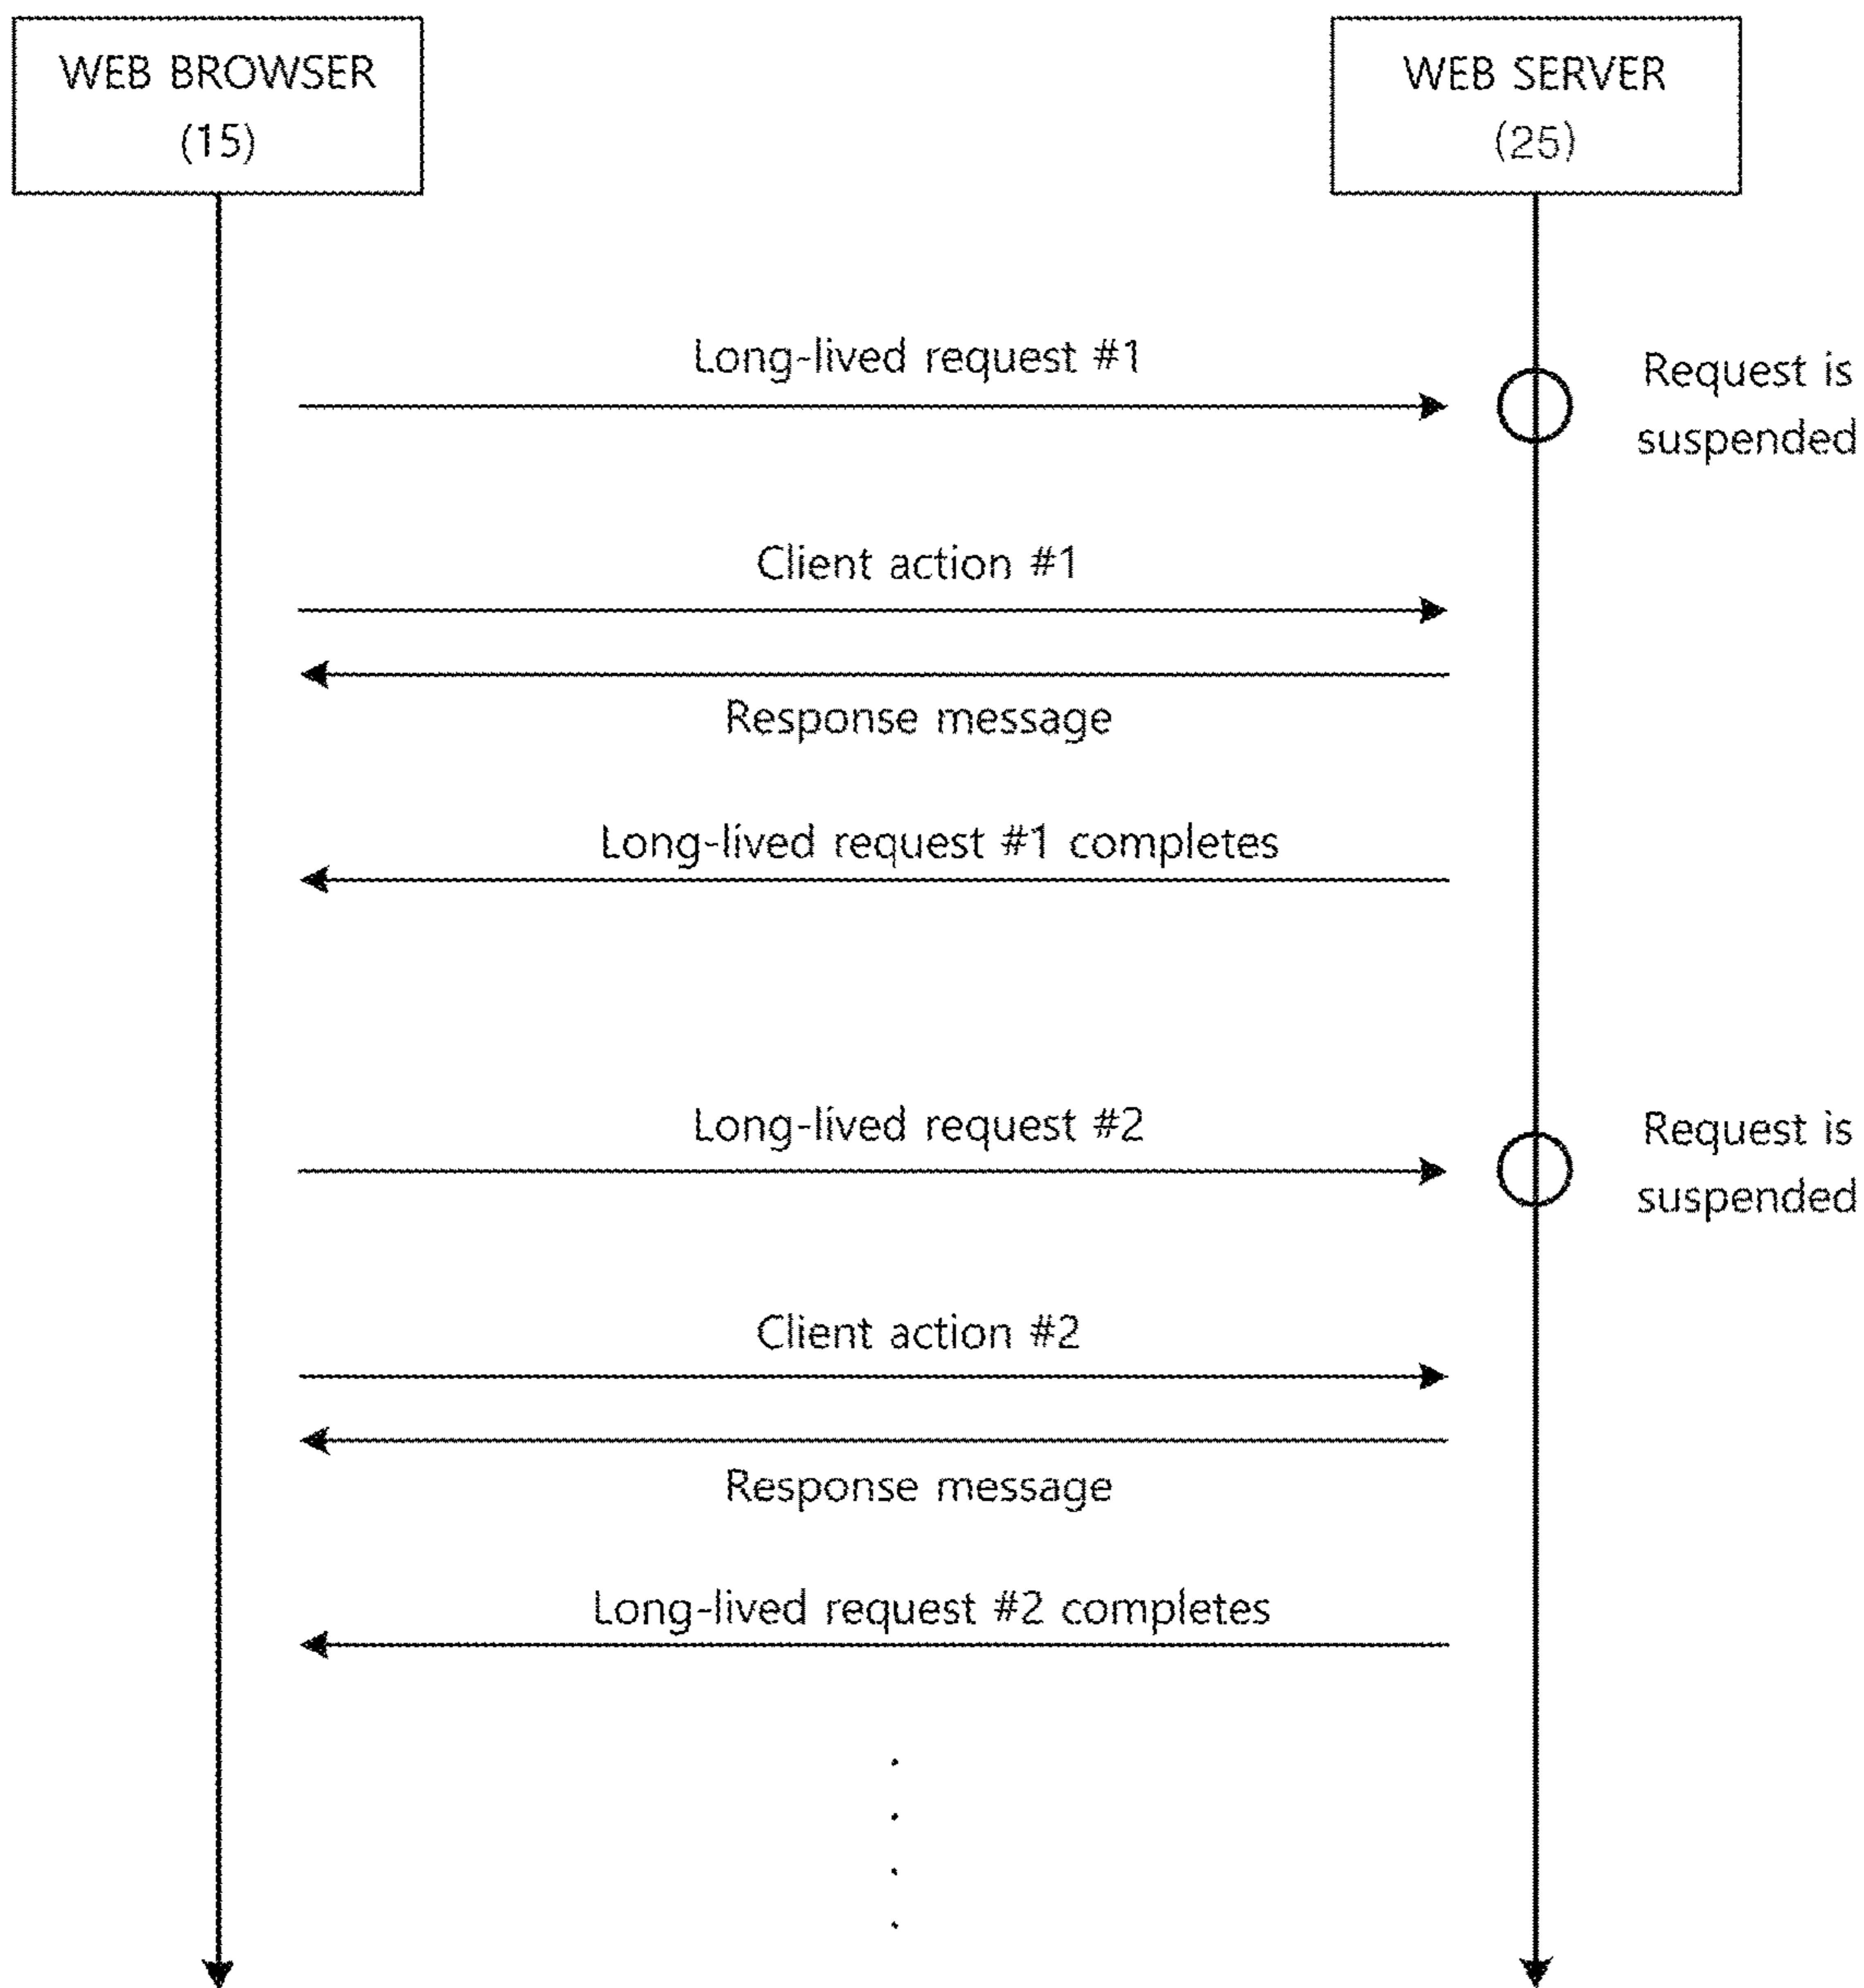 WEB BROWSER
(15)
WEB SERVER
(25)
Long-lived request #1
Request is
suspended
Client action #1
Response message
Long-lived request #1 completes
Long-lived request #2
Request is
suspended
Client action #2
Response message
Long-lived request #2 completes